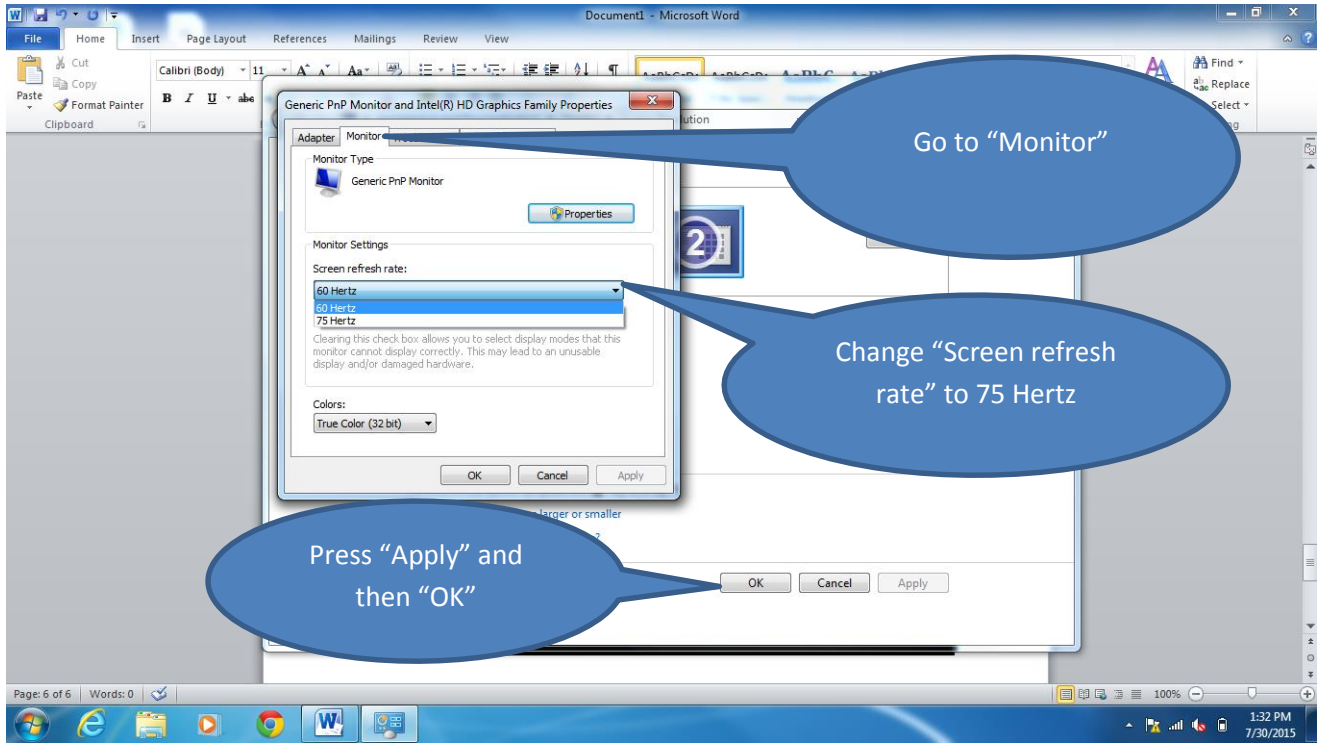 Document1 - Microsoft Word
File Home Insert Page Layout References Mailings Review View
Cut
Copy
Paste
Format Painter
Clipboard
Calibri (Body) 11
B I U abc
Find
Replace
Select
Generic PnP Monitor and Intel(R) HD Graphics Family Properties
Adapter Monitor
Go to “Monitor”
Monitor Type
Generic PnP Monitor
Properties
2
Monitor Settings
Screen refresh rate:
60 Hertz
60 Hertz
75 Hertz
Clearing this check box allows you to select display modes that this
monitor cannot display correctly. This may lead to an unusable
display and/or damaged hardware.
Change “Screen refresh
rate” to 75 Hertz
Colors:
True Color (32 bit)
OK Cancel Apply
larger or smaller
Press “Apply” and
then “OK”
OK Cancel Apply
Page: 6 of 6 Words: 0
100%
1:32 PM
7/30/2015